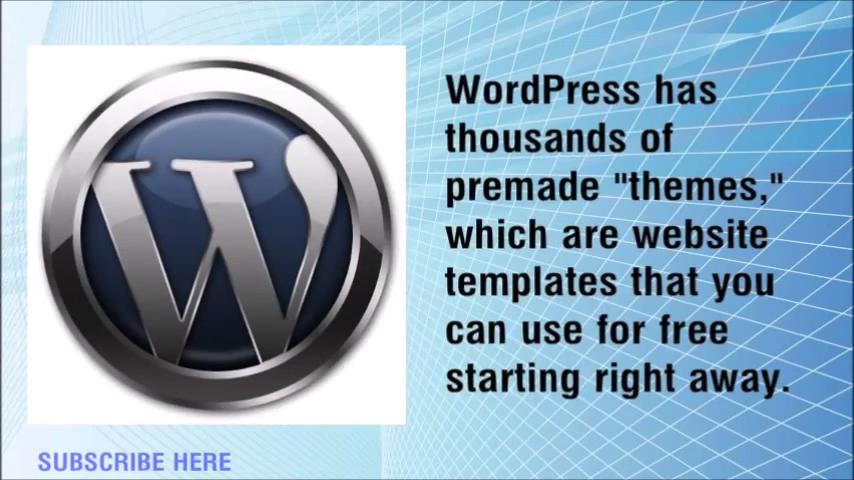 W
WordPress has
thousands of
premade "themes,"
which are website
templates that you
can use for free
starting right away.
SUBSCRIBE HERE